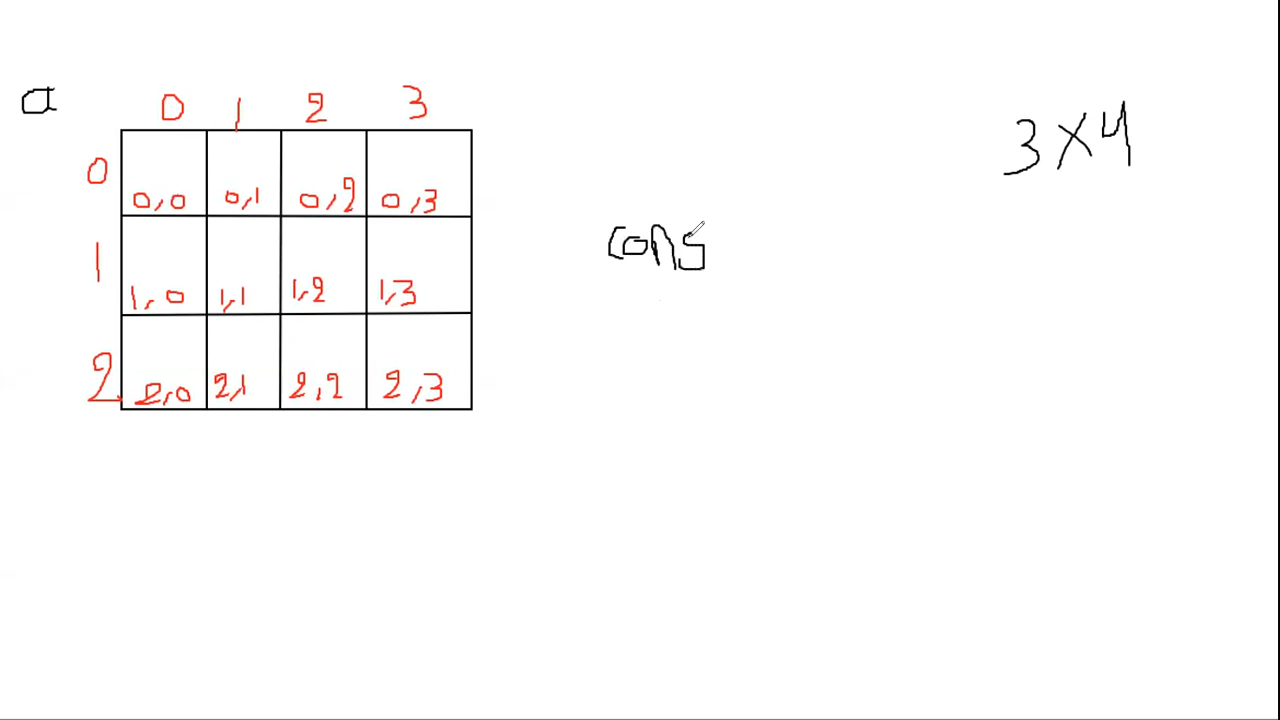 a
0 1 2 3
3 X 4
0 0,0 0,1 0,2 0,3
cons
1 1,0 1,1 1,2 1,3
2 2,0 2,1 2,2 2,3